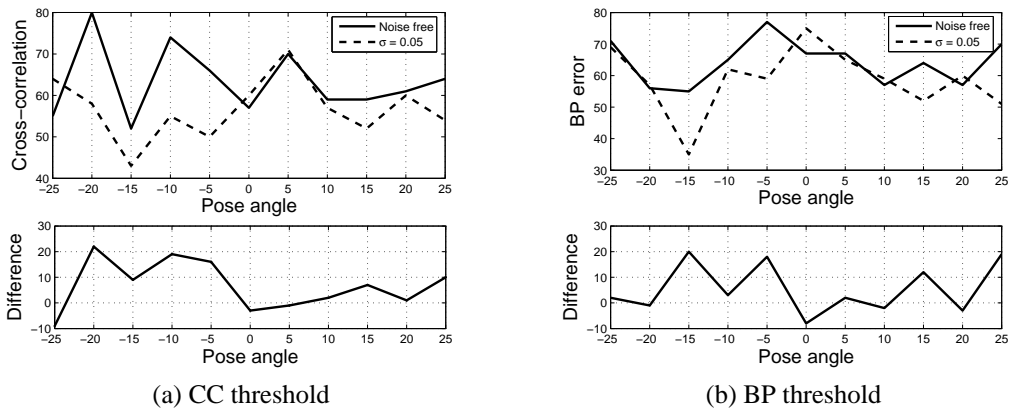 Cross−correlation
80
70
60
50
40
−25 −20 −15 −10 −5 0 5 10 15 20 25
Pose angle
Noise free
σ = 0.05
Difference
30
20
10
0
−10
−25 −20 −15 −10 −5 0 5 10 15 20 25
Pose angle
(a) CC threshold
BP error
80
70
60
50
40
30
−25 −20 −15 −10 −5 0 5 10 15 20 25
Pose angle
Noise free
σ = 0.05
Difference
30
20
10
0
−10
−25 −20 −15 −10 −5 0 5 10 15 20 25
Pose angle
(b) BP threshold